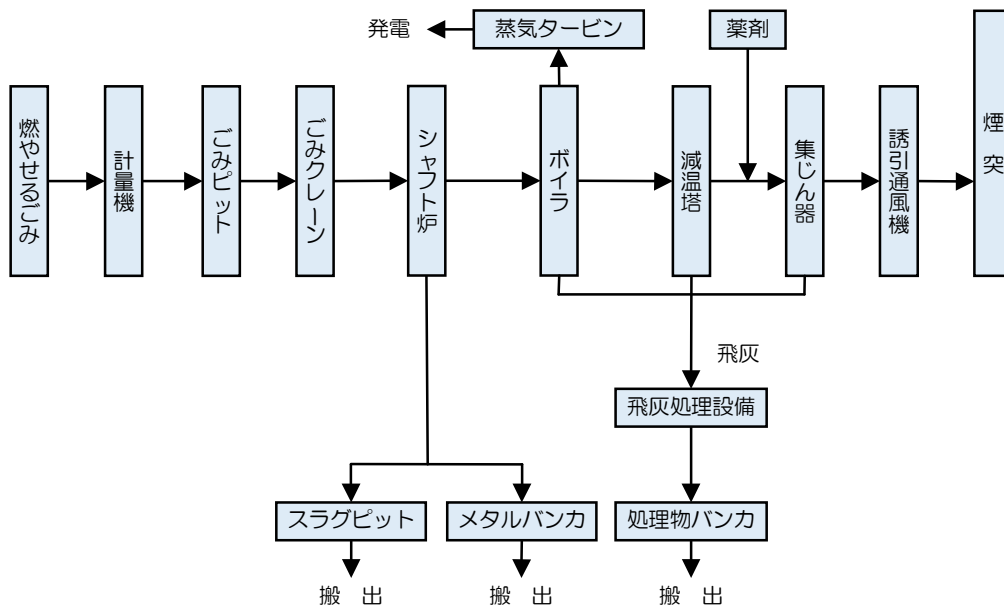 発電
蒸気タービン
薬剤
燃やせるごみ
計量機
ごみピット
ごみクレーン
シャフト炉
ボイラ
減温塔
集じん器
誘引通風機
煙突
飛灰
飛灰処理設備
スラグピット
メタルバンカ
処理物バンカ
搬 出
搬 出
搬 出